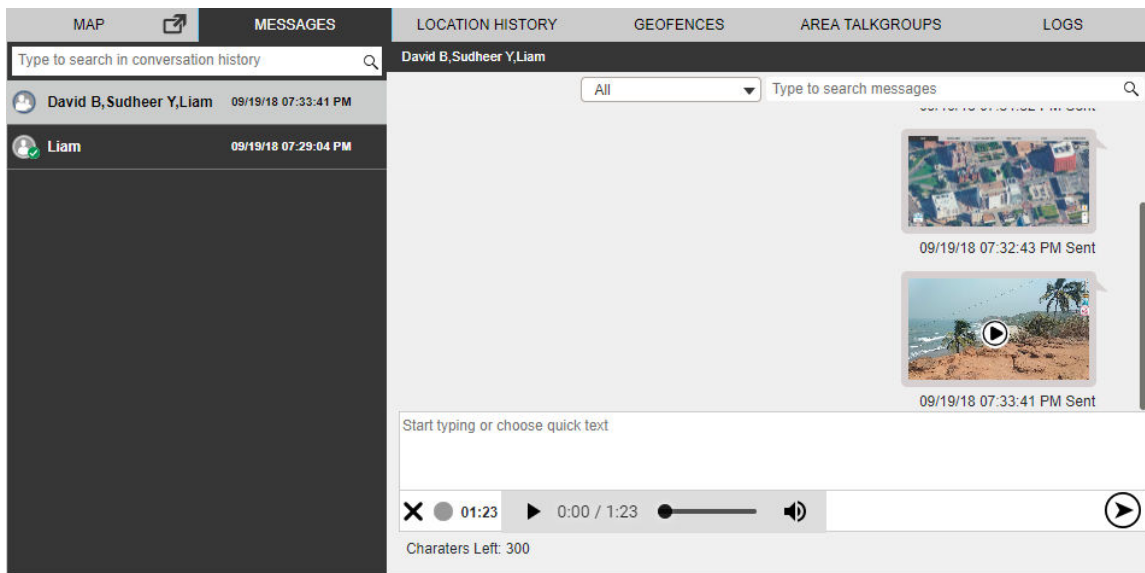 MAP
MESSAGES
LOCATION HISTORY
GEOFENCES
AREA TALKGROUPS
LOGS
Type to search in conversation history
David B,Sudheer Y,Liam 09/19/18 07:33:41 PM
Liam 09/19/18 07:29:04 PM
David B,Sudheer Y,Liam
All
Type to search messages
09/19/18 07:32:43 PM Sent
09/19/18 07:33:41 PM Sent
Start typing or choose quick text
01:23
0:00 / 1:23
Charaters Left: 300